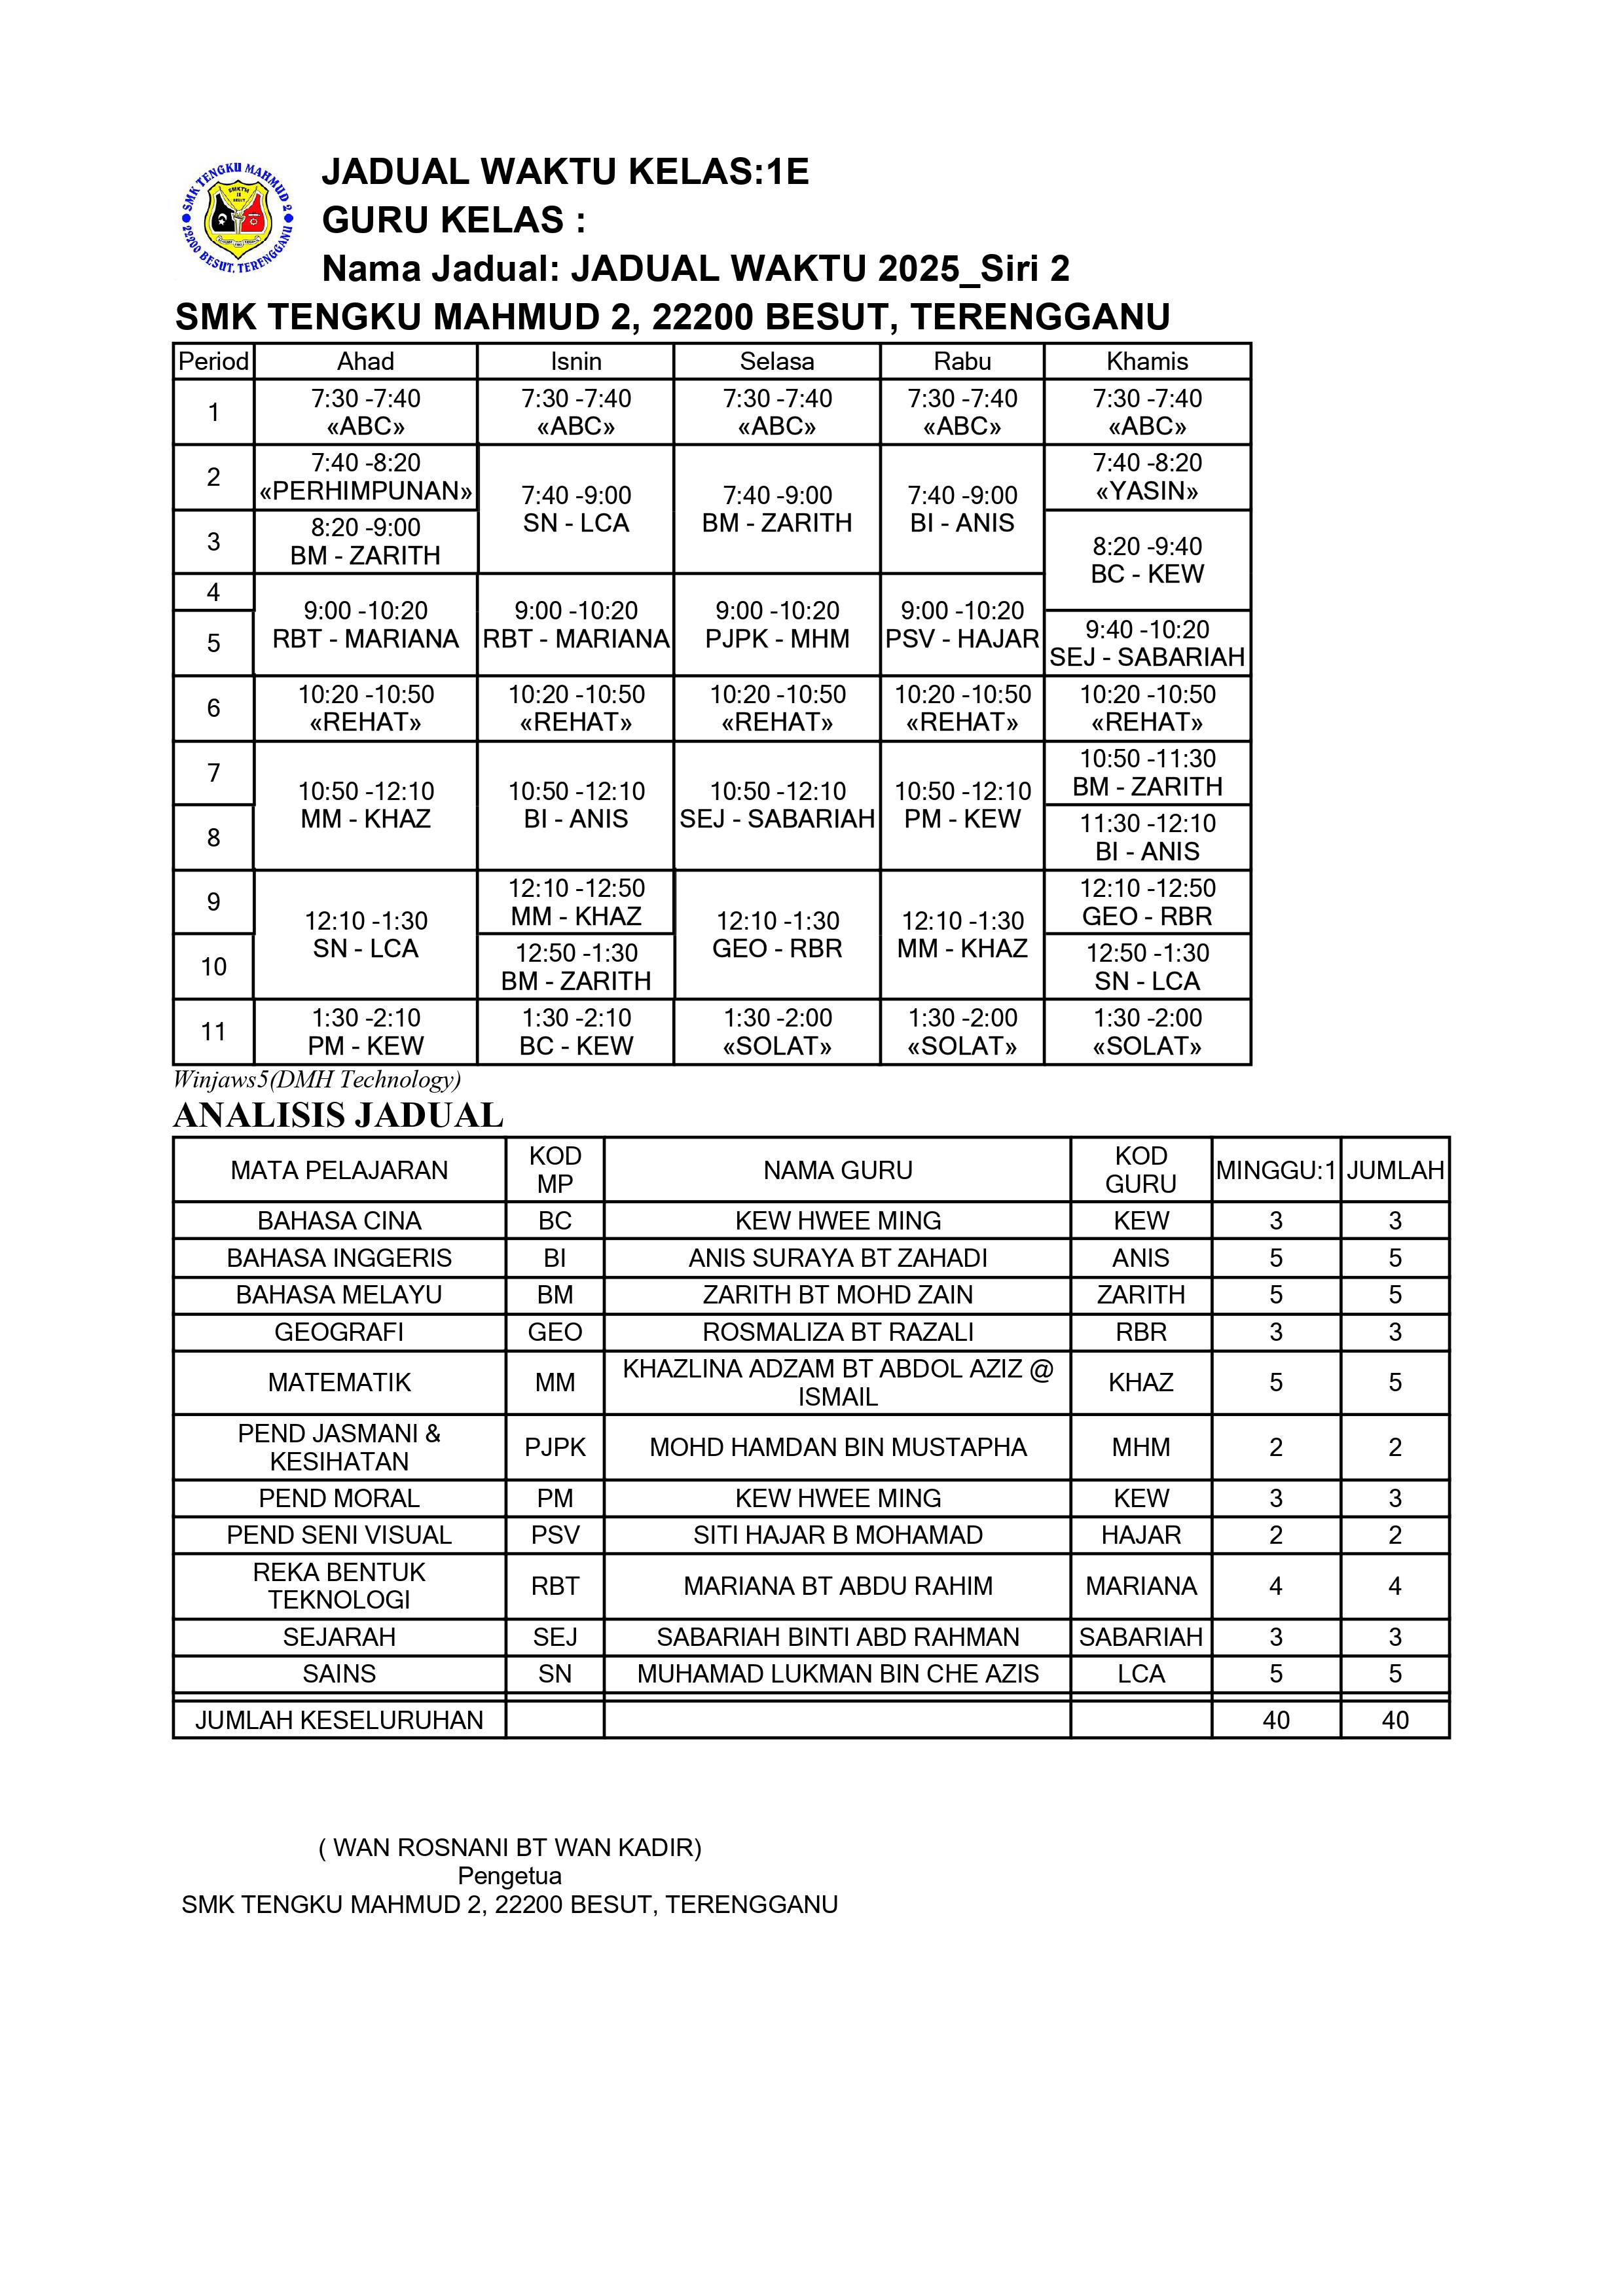 SMK TENGKU MAHMUD 2
22200 BESUT, TERENGGANU
JADUAL WAKTU KELAS:1E
GURU KELAS :
Nama Jadual: JADUAL WAKTU 2025_Siri 2
SMK TENGKU MAHMUD 2, 22200 BESUT, TERENGGANU
Period Ahad Isnin Selasa Rabu Khamis
1 7:30 -7:40 7:30 -7:40 7:30 -7:40 7:30 -7:40 7:30 -7:40
«ABC» «ABC» «ABC» «ABC» «ABC»
2 7:40 -8:20 7:40 -9:00 7:40 -9:00 7:40 -9:00 7:40 -8:20
«PERHIMPUNAN» SN - LCA BM - ZARITH BI - ANIS «YASIN»
3 8:20 -9:00 8:20 -9:40
BM - ZARITH BC - KEW
4 9:00 -10:20 9:00 -10:20 9:00 -10:20 9:00 -10:20
RBT - MARIANA RBT - MARIANA PJPK - MHM PSV - HAJAR
5 9:40 -10:20
SEJ - SABARIAH
6 10:20 -10:50 10:20 -10:50 10:20 -10:50 10:20 -10:50 10:20 -10:50
«REHAT» «REHAT» «REHAT» «REHAT» «REHAT»
7 10:50 -12:10 10:50 -12:10 10:50 -12:10 10:50 -12:10 10:50 -11:30
MM - KHAZ BI - ANIS SEJ - SABARIAH PM - KEW BM - ZARITH
8 11:30 -12:10
BI - ANIS
9 12:10 -1:30 12:10 -12:50 12:10 -1:30 12:10 -1:30 12:10 -12:50
SN - LCA MM - KHAZ GEO - RBR MM - KHAZ GEO - RBR
10 12:50 -1:30 12:50 -1:30
BM - ZARITH SN - LCA
11 1:30 -2:10 1:30 -2:10 1:30 -2:00 1:30 -2:00 1:30 -2:00
PM - KEW BC - KEW «SOLAT» «SOLAT» «SOLAT»
Winjaws5(DMH Technology)
ANALISIS JADUAL
MATA PELAJARAN KOD MP NAMA GURU KOD GURU MINGGU:1 JUMLAH
BAHASA CINA BC KEW HWEE MING KEW 3 3
BAHASA INGGERIS BI ANIS SURAYA BT ZAHADI ANIS 5 5
BAHASA MELAYU BM ZARITH BT MOHD ZAIN ZARITH 5 5
GEOGRAFI GEO ROSMALIZA BT RAZALI RBR 3 3
MATEMATIK MM KHAZLINA ADZAM BT ABDOL AZIZ @ ISMAIL KHAZ 5 5
PEND JASMANI & KESIHATAN PJPK MOHD HAMDAN BIN MUSTAPHA MHM 2 2
PEND MORAL PM KEW HWEE MING KEW 3 3
PEND SENI VISUAL PSV SITI HAJAR B MOHAMAD HAJAR 2 2
REKA BENTUK TEKNOLOGI RBT MARIANA BT ABDU RAHIM MARIANA 4 4
SEJARAH SEJ SABARIAH BINTI ABD RAHMAN SABARIAH 3 3
SAINS SN MUHAMAD LUKMAN BIN CHE AZIS LCA 5 5
JUMLAH KESELURUHAN 40 40
( WAN ROSNANI BT WAN KADIR)
Pengetua
SMK TENGKU MAHMUD 2, 22200 BESUT, TERENGGANU